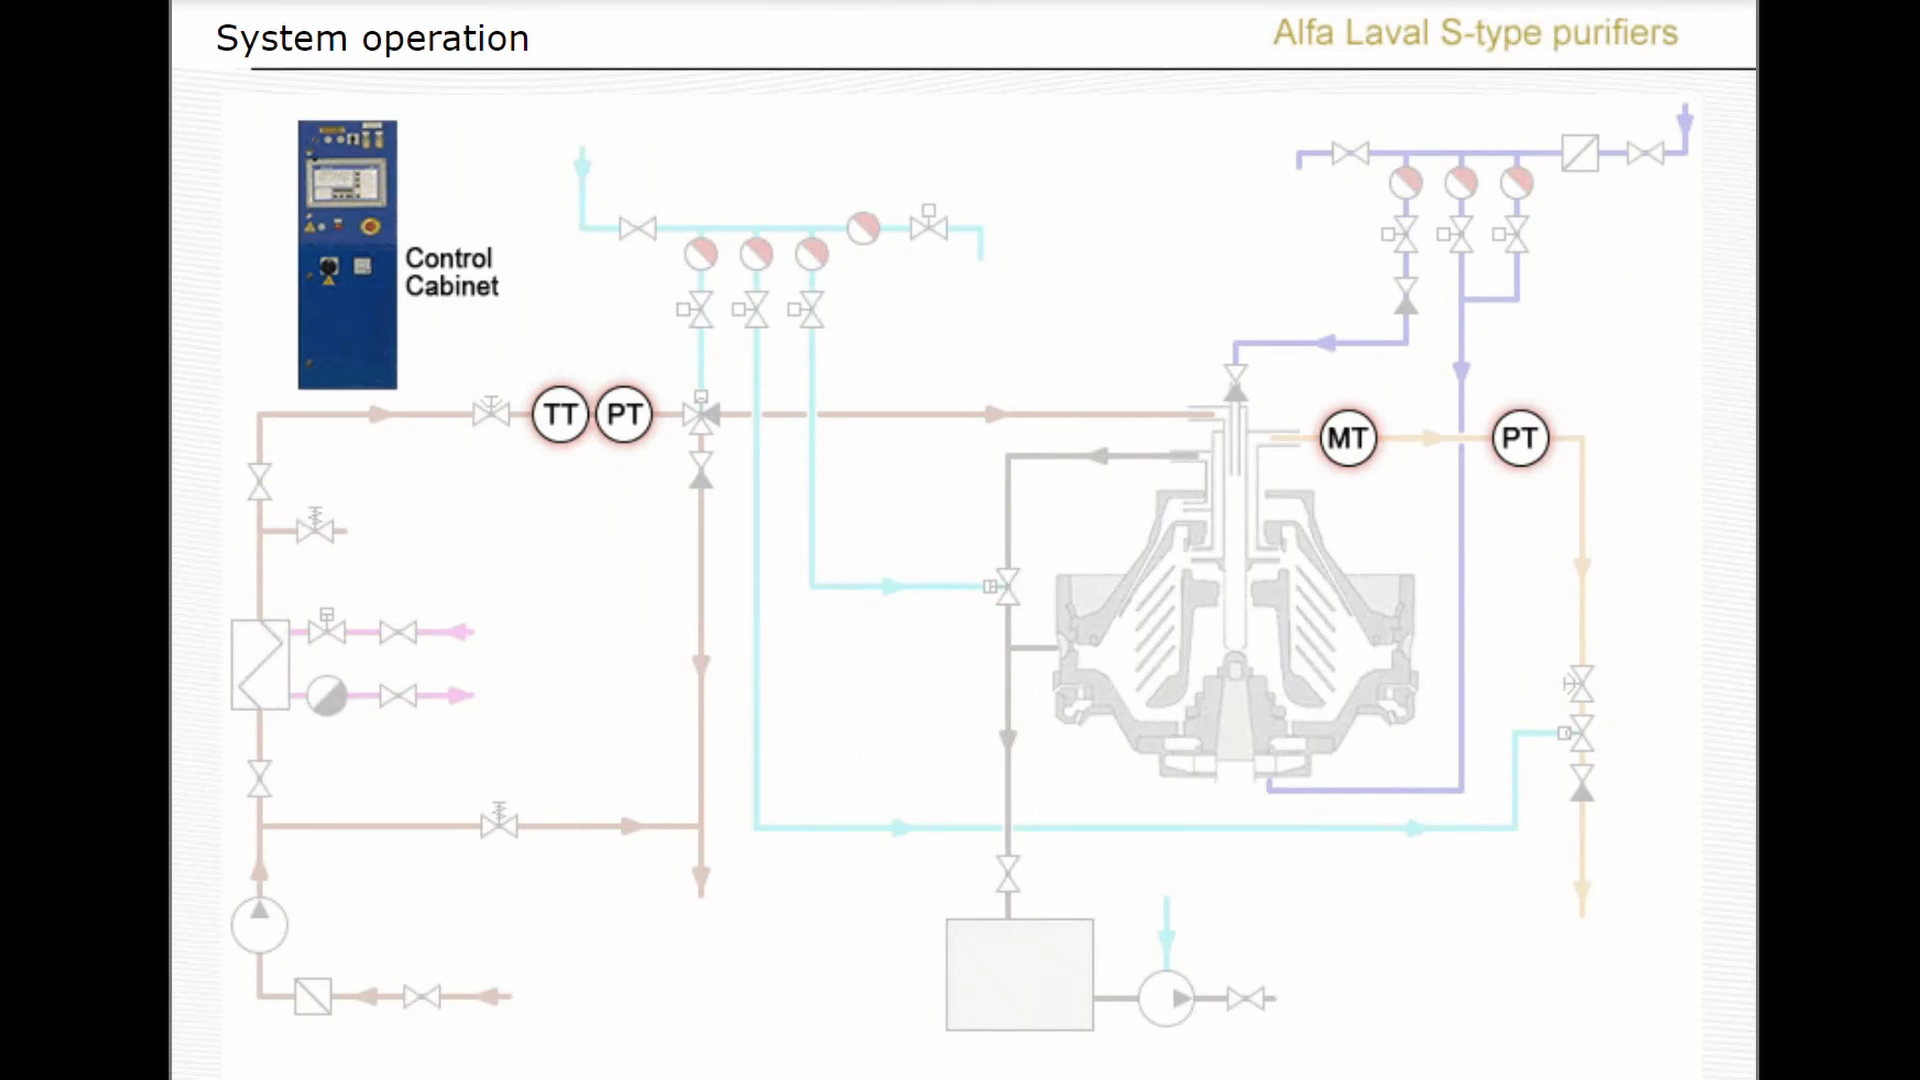 System operation
Alfa Laval S-type purifiers
Control
Cabinet
TT
PT
MT
PT